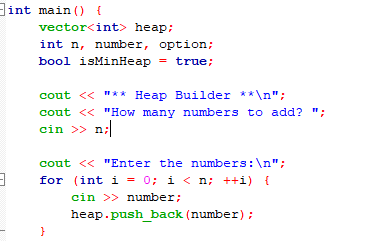 int main() {
vector<int> heap;
int n, number, option;
bool isMinHeap = true;
cout << "** Heap Builder **\n";
cout << "How many numbers to add? ";
cin >> n;
cout << "Enter the numbers:\n";
for (int i = 0; i < n; ++i) {
cin >> number;
heap.push_back(number);
}